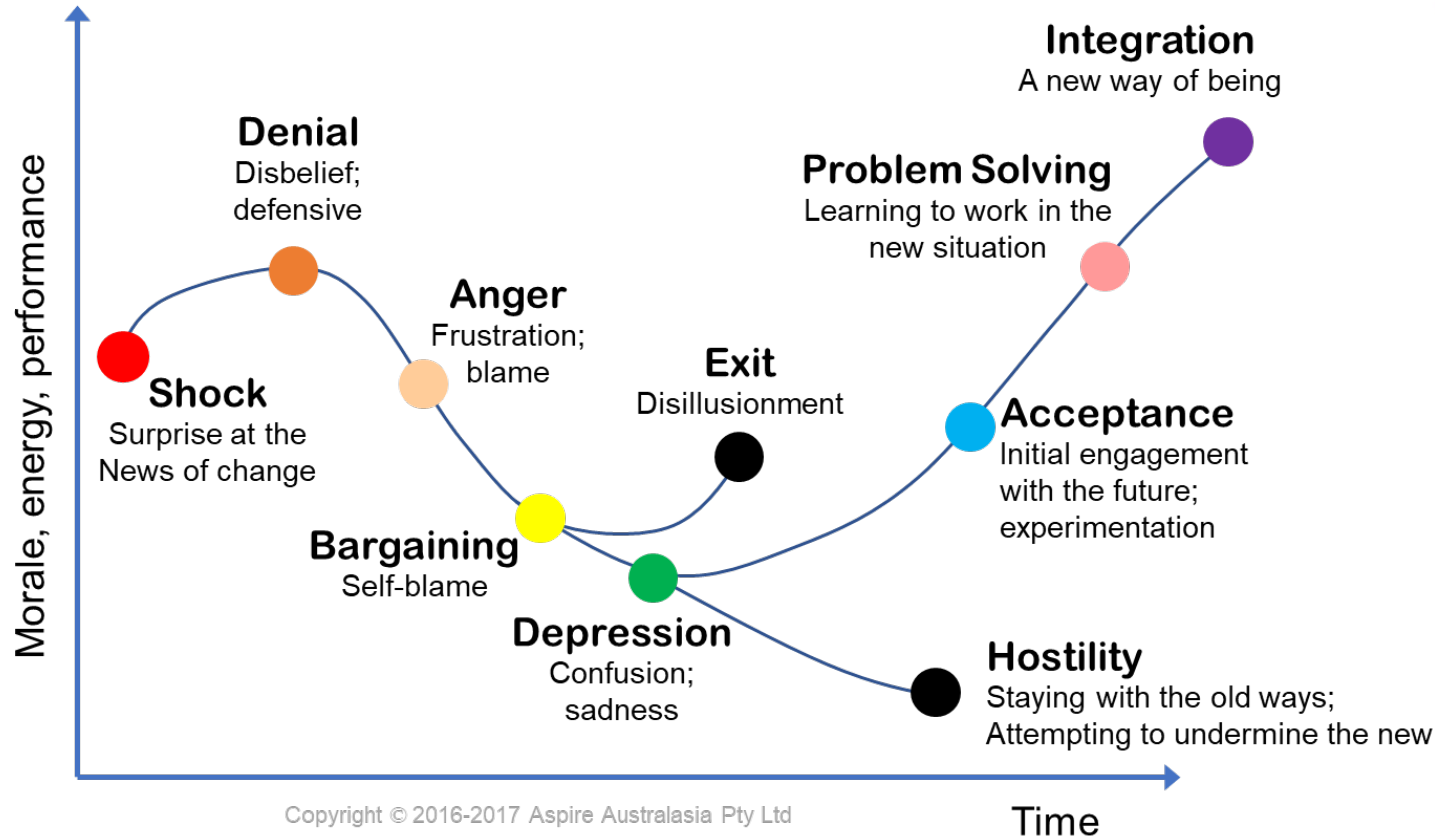 Morale, energy, performance
Integration
A new way of being
Denial
Disbelief;
defensive
Problem Solving
Learning to work in the
new situation
Anger
Frustration;
blame
Exit
Disillusionment
Shock
Surprise at the
News of change
Acceptance
Initial engagement
with the future;
experimentation
Bargaining
Self-blame
Depression
Confusion;
sadness
Hostility
Staying with the old ways;
Attempting to undermine the new
Copyright © 2016-2017 Aspire Australasia Pty Ltd
Time